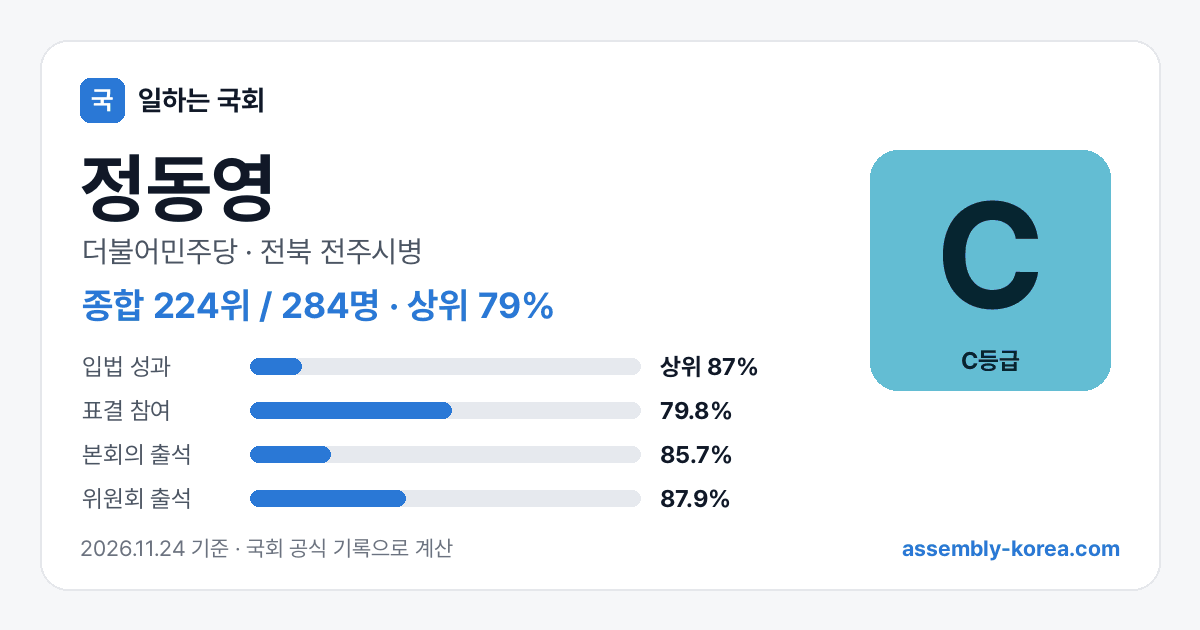 국 일하는 국회
정동영
더불어민주당 · 전북 전주시병
종합 224위 / 284명 · 상위 79%
입법 성과 상위 87%
표결 참여 79.8%
본회의 출석 85.7%
위원회 출석 87.9%
C
C등급
2026.11.24 기준 · 국회 공식 기록으로 계산
assembly-korea.com